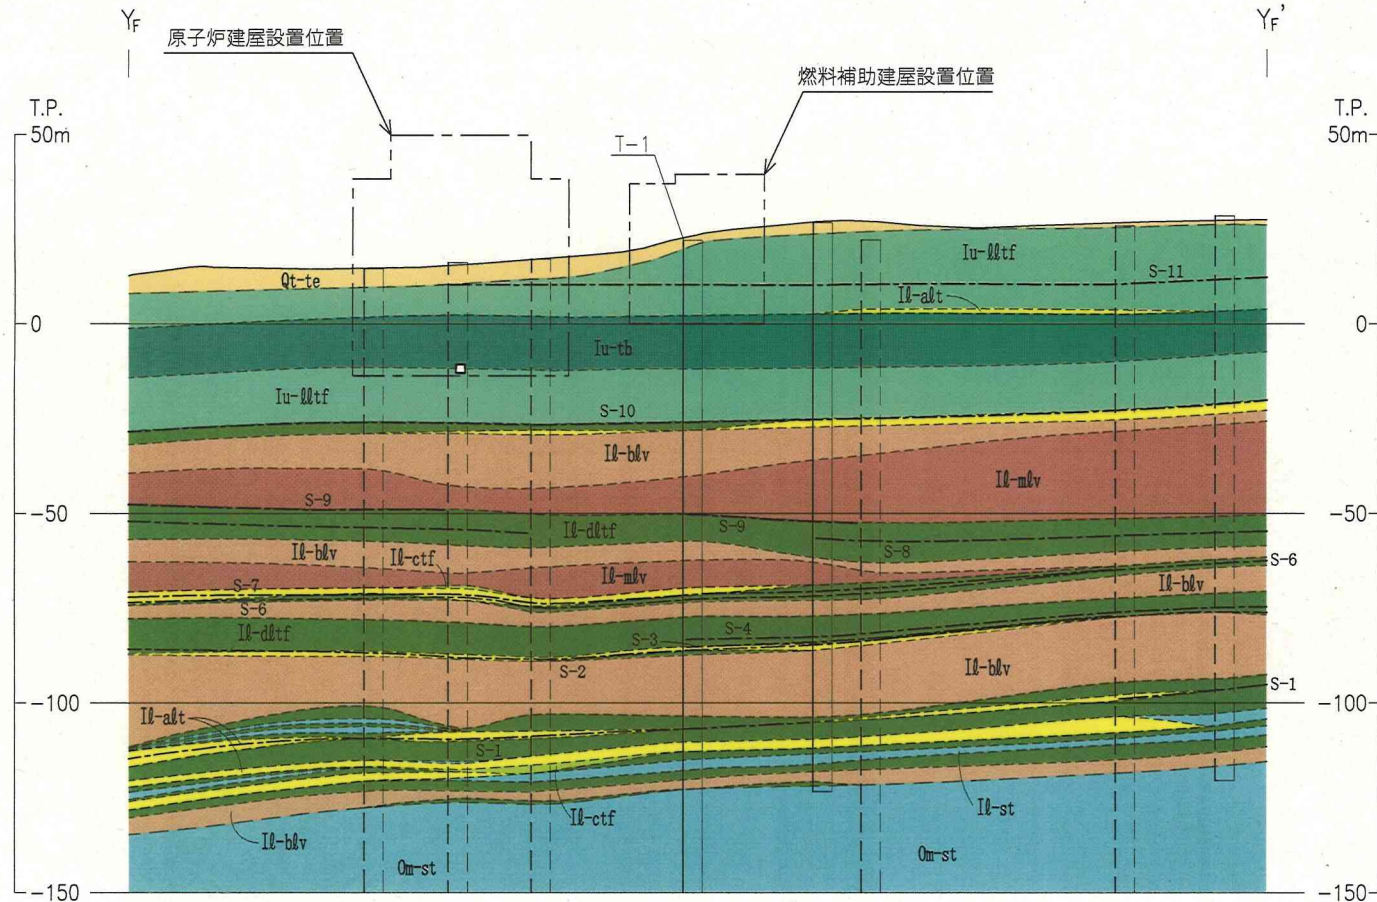 Y_F
Y_F'
原子炉建屋設置位置
燃料補助建屋設置位置
T.P.
T.P.
50m
50m
T-1
Iu-ℓℓtf
S-11
Qt-te
Iℓ-alt
0
0
Iu-tb
Iu-ℓℓtf
S-10
Iℓ-bℓv
Iℓ-mℓv
S-9
-50
-50
Iℓ-dℓtf
S-9
Iℓ-bℓv
Iℓ-ctf
S-8
S-6
S-7
Iℓ-mℓv
Iℓ-bℓv
S-6
Iℓ-dℓtf
S-3
S-4
S-2
Iℓ-bℓv
S-1
-100
-100
Iℓ-alt
S-1
Iℓ-st
Iℓ-ctf
Iℓ-bℓv
Om-st
Om-st
-150
-150